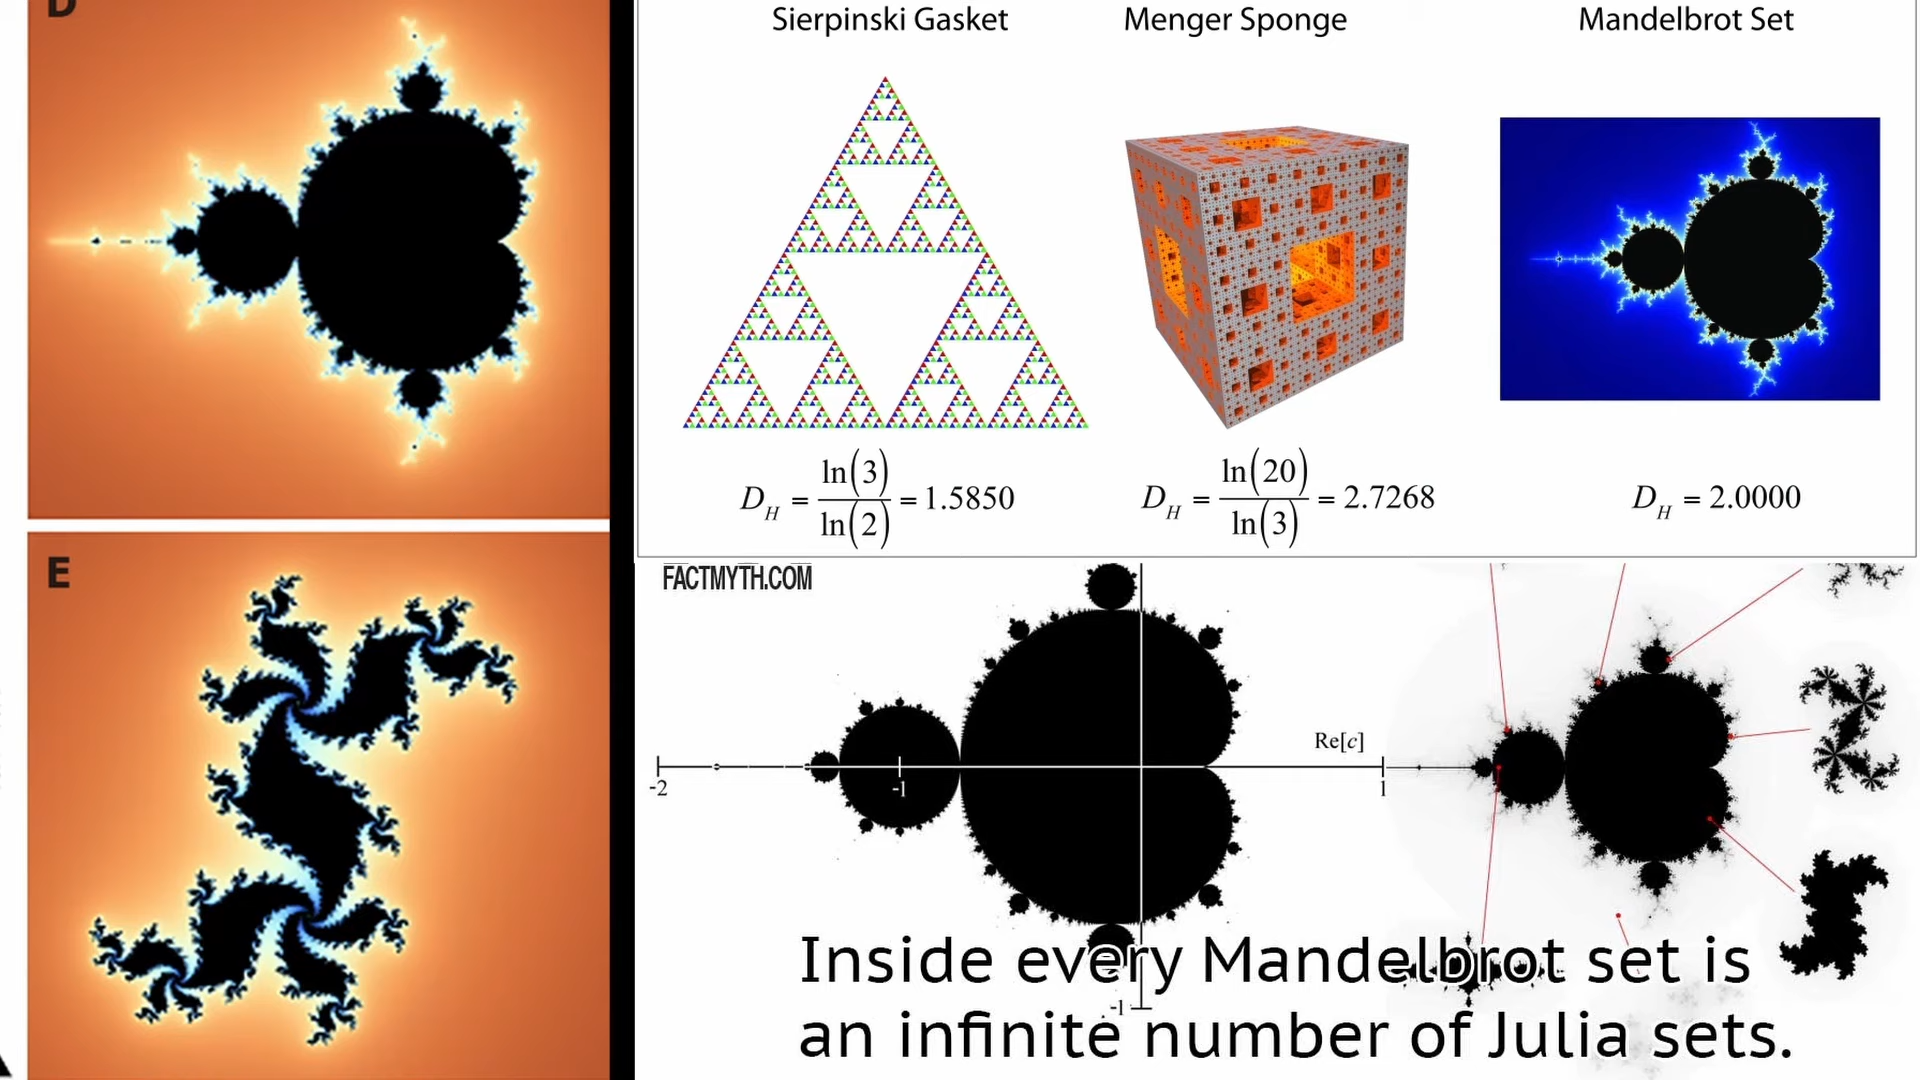 D
Sierpinski Gasket
Menger Sponge
Mandelbrot Set
D_H = ln(3)/ln(2) = 1.5850
D_H = ln(20)/ln(3) = 2.7268
D_H = 2.0000
E
FACTMYTH.COM
Re[c]
-2
-1
1
-1
Inside every Mandelbrot set is
an infinite number of Julia sets.